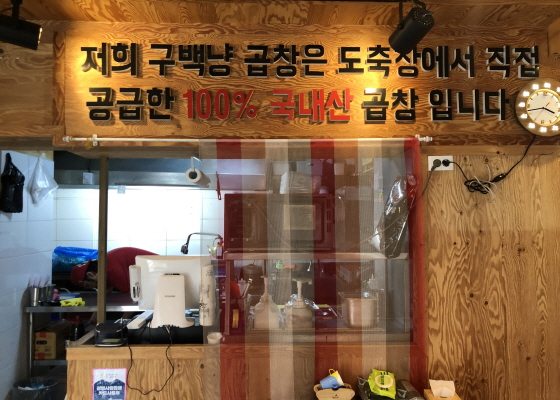 저희 구백냥 곱창은 도축장에서 직접
공급한 100% 국내산 곱창 입니다